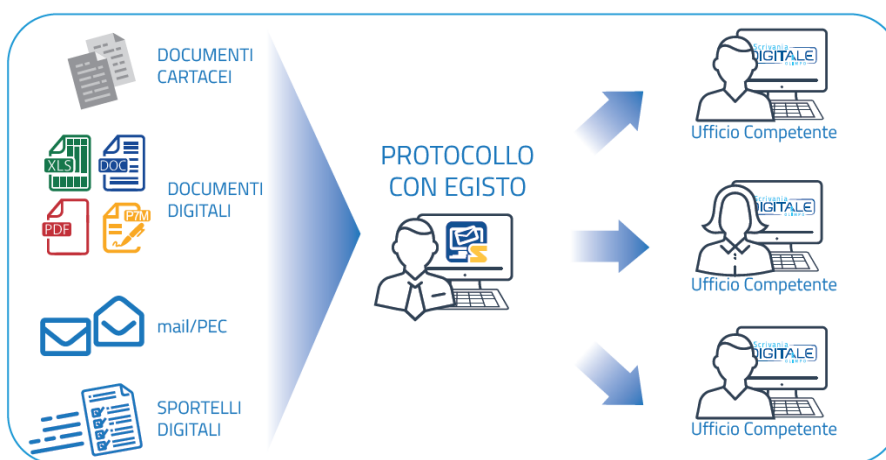 DOCUMENTI
CARTACEI
XLS
DOC
DOCUMENTI
DIGITALI
PDF
P7M
mail/PEC
SPORTELLI
DIGITALI
PROTOCOLLO
CON EGISTO
Scrivania
DIGITALE
Ufficio Competente
Scrivania
DIGITALE
Ufficio Competente
Scrivania
DIGITALE
Ufficio Competente